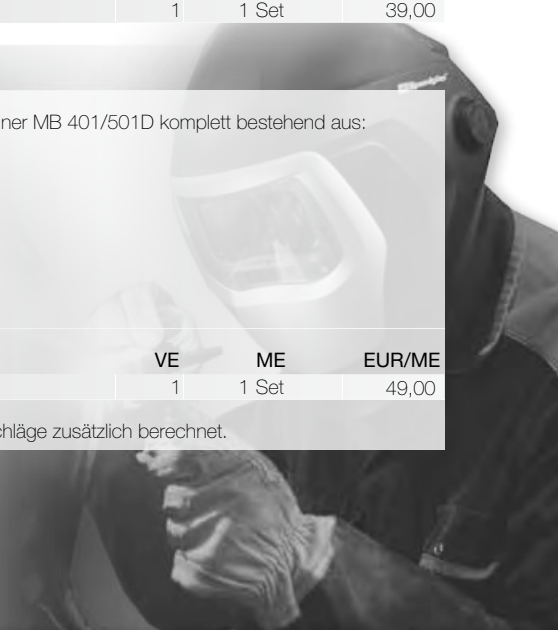 1 1 Set 39,00
ner MB 401/501D komplett bestehend aus:
VE ME EUR/ME
1 1 Set 49,00
chläge zusätzlich berechnet.